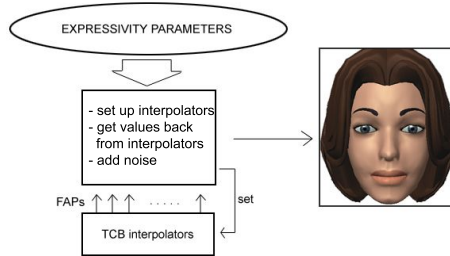 EXPRESSIVITY PARAMETERS
- set up interpolators
- get values back
from interpolators
- add noise
FAPs
. . . . .
set
TCB interpolators